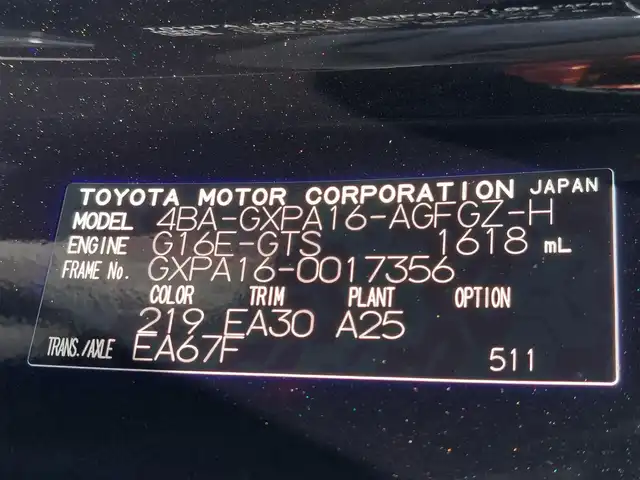 TOYOTA MOTOR CORPORATION JAPAN
MODEL 4BA-GXPA16-AGFGZ-H
ENGINE G16E-GTS 1618 mL
FRAME No. GXPA16-0017356
COLOR TRIM PLANT OPTION
219 EA30 A25
TRANS./AXLE EA67F 511